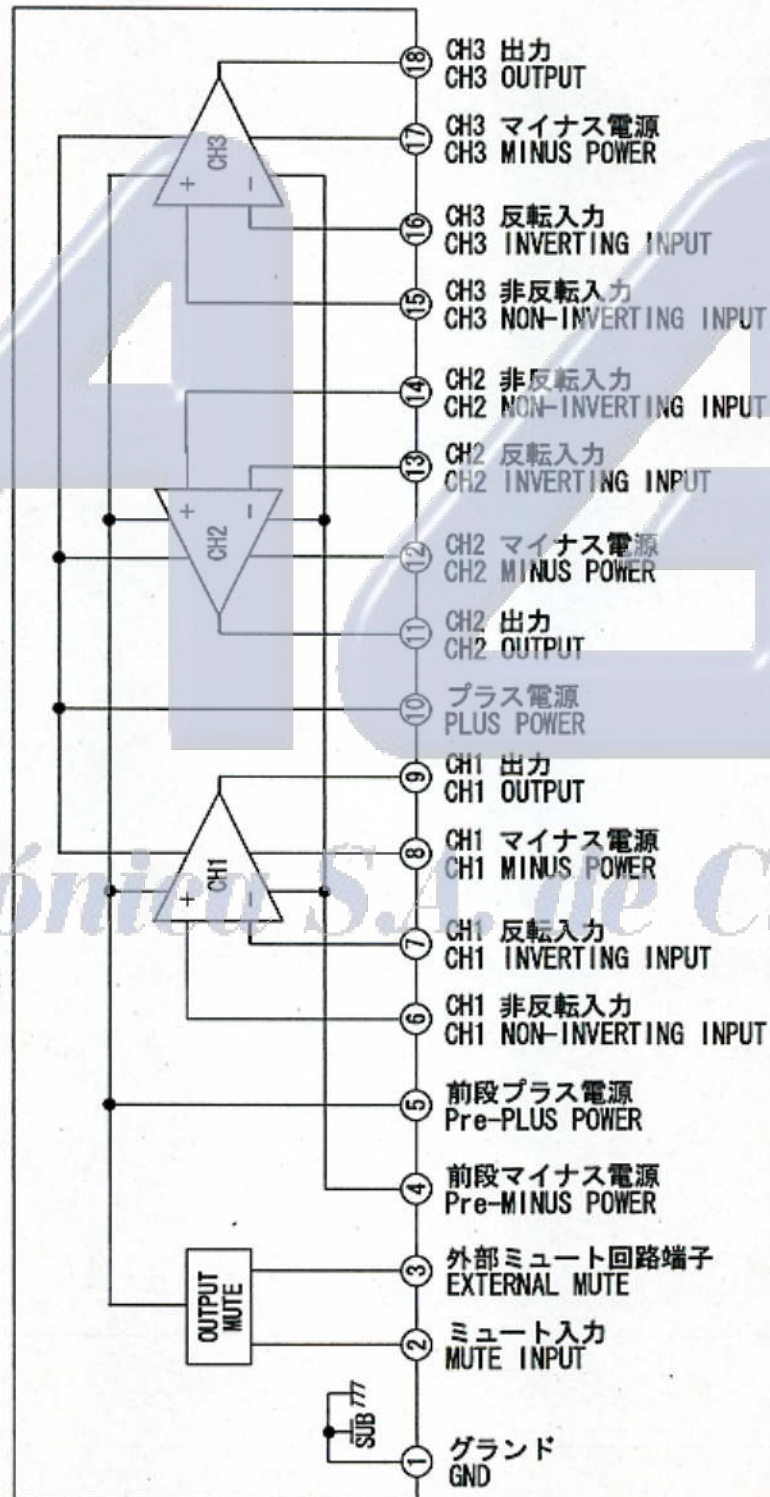 CH3 出力
CH3 OUTPUT
18
CH3 マイナス電源
CH3 MINUS POWER
17
CH3
+ −
CH3 反転入力
CH3 INVERTING INPUT
16
CH3 非反転入力
CH3 NON-INVERTING INPUT
15
CH2 非反転入力
CH2 NON-INVERTING INPUT
14
CH2 反転入力
CH2 INVERTING INPUT
13
+ −
CH2
CH2 マイナス電源
CH2 MINUS POWER
12
CH2 出力
CH2 OUTPUT
11
プラス電源
PLUS POWER
10
CH1 出力
CH1 OUTPUT
9
CH1 マイナス電源
CH1 MINUS POWER
8
CH1
+ −
ónica S.A. de C
CH1 反転入力
CH1 INVERTING INPUT
7
CH1 非反転入力
CH1 NON-INVERTING INPUT
6
前段プラス電源
Pre-PLUS POWER
5
前段マイナス電源
Pre-MINUS POWER
4
外部ミュート回路端子
EXTERNAL MUTE
3
OUTPUT
MUTE
ミュート入力
MUTE INPUT
2
SUB
グランド
GND
1